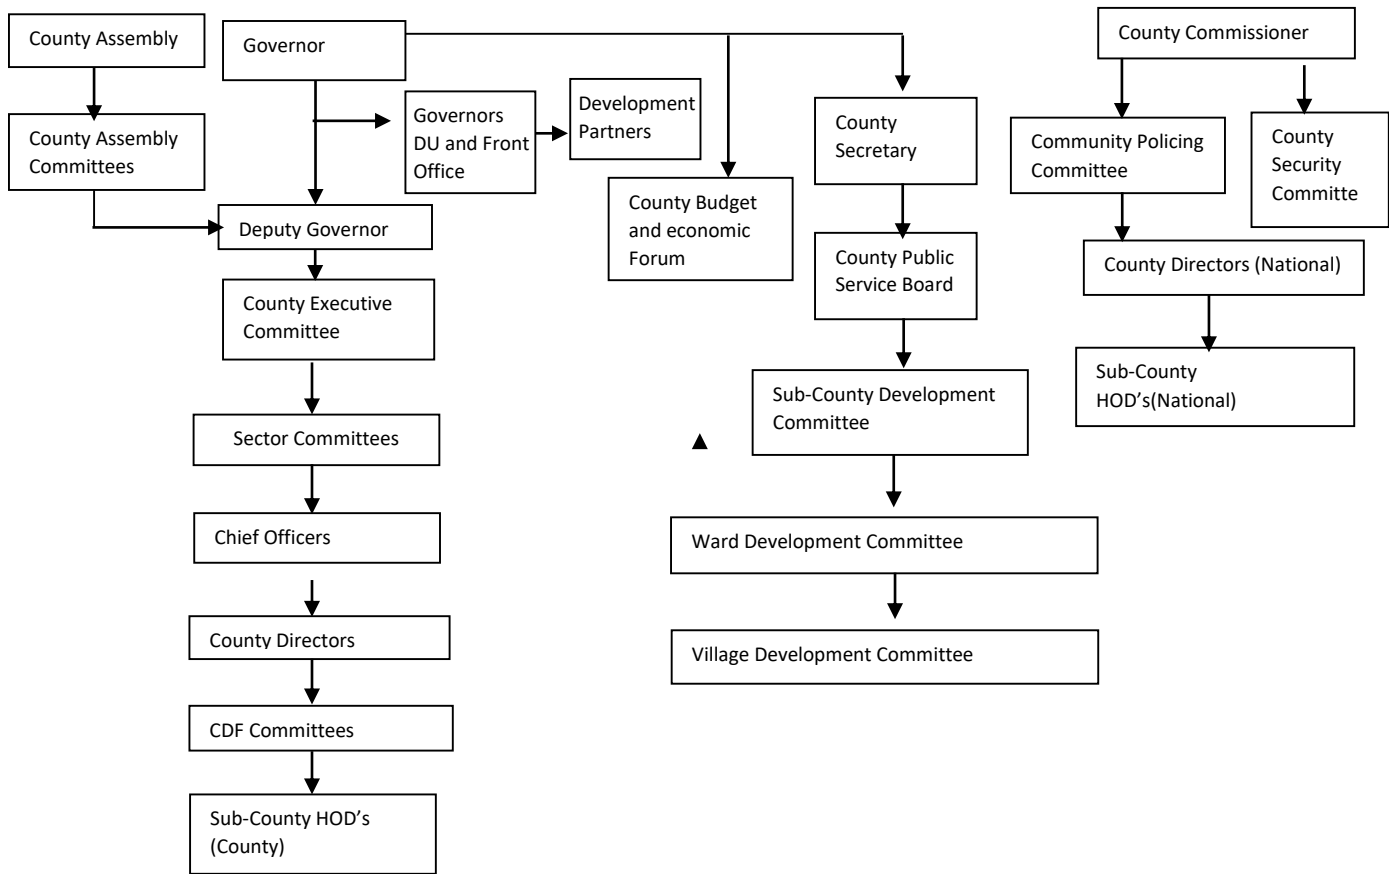 County Assembly
Governor
County Commissioner
County Assembly
Committees
Governors
DU and Front
Office
Development
Partners
County
Secretary
Community Policing
Committee
County
Security
Committe
County Budget
and economic
Forum
Deputy Governor
County Public
Service Board
County Directors (National)
County Executive
Committee
Sub-County
HOD's(National)
Sub-County Development
Committee
Sector Committees
Chief Officers
Ward Development Committee
County Directors
Village Development Committee
CDF Committees
Sub-County HOD’s
(County)